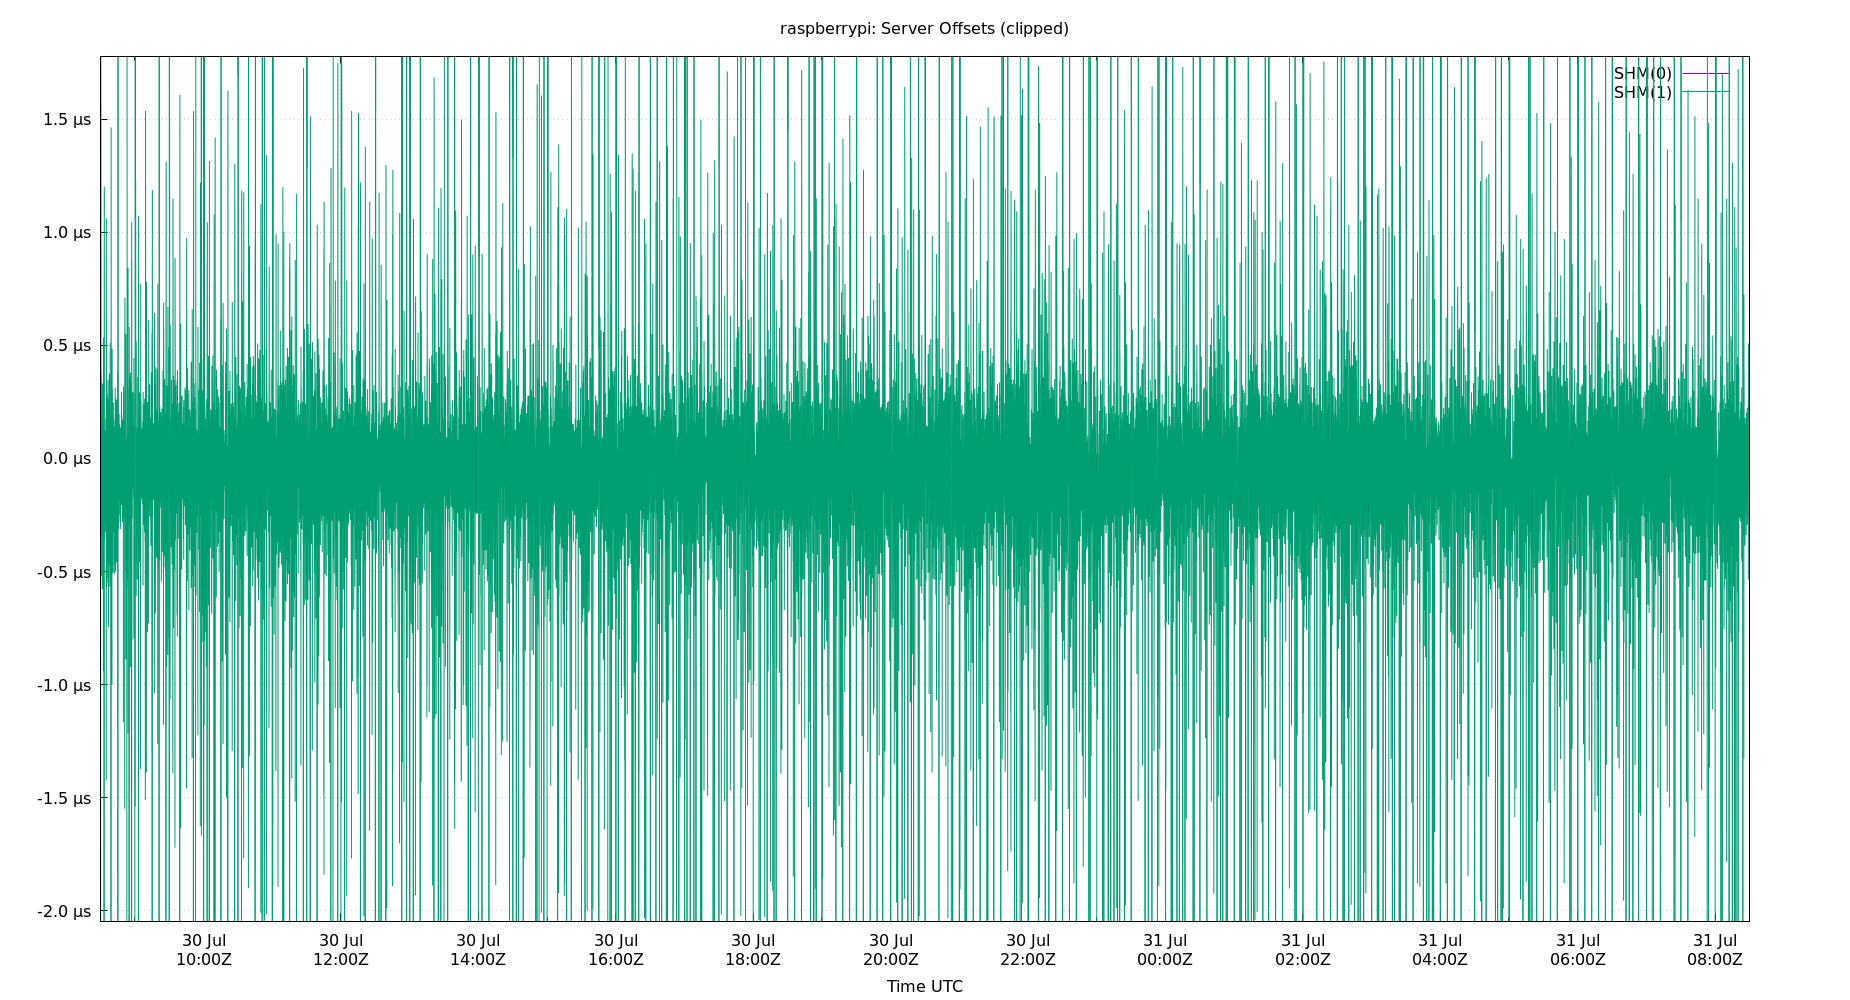 raspberrypi: Server Offsets (clipped)
SHM(0)
SHM(1)
1.5 µs
1.0 µs
0.5 µs
0.0 µs
-0.5 µs
-1.0 µs
-1.5 µs
-2.0 µs
30 Jul 30 Jul 30 Jul 30 Jul 30 Jul 30 Jul 30 Jul 31 Jul 31 Jul 31 Jul 31 Jul 31 Jul
10:00Z 12:00Z 14:00Z 16:00Z 18:00Z 20:00Z 22:00Z 00:00Z 02:00Z 04:00Z 06:00Z 08:00Z
Time UTC